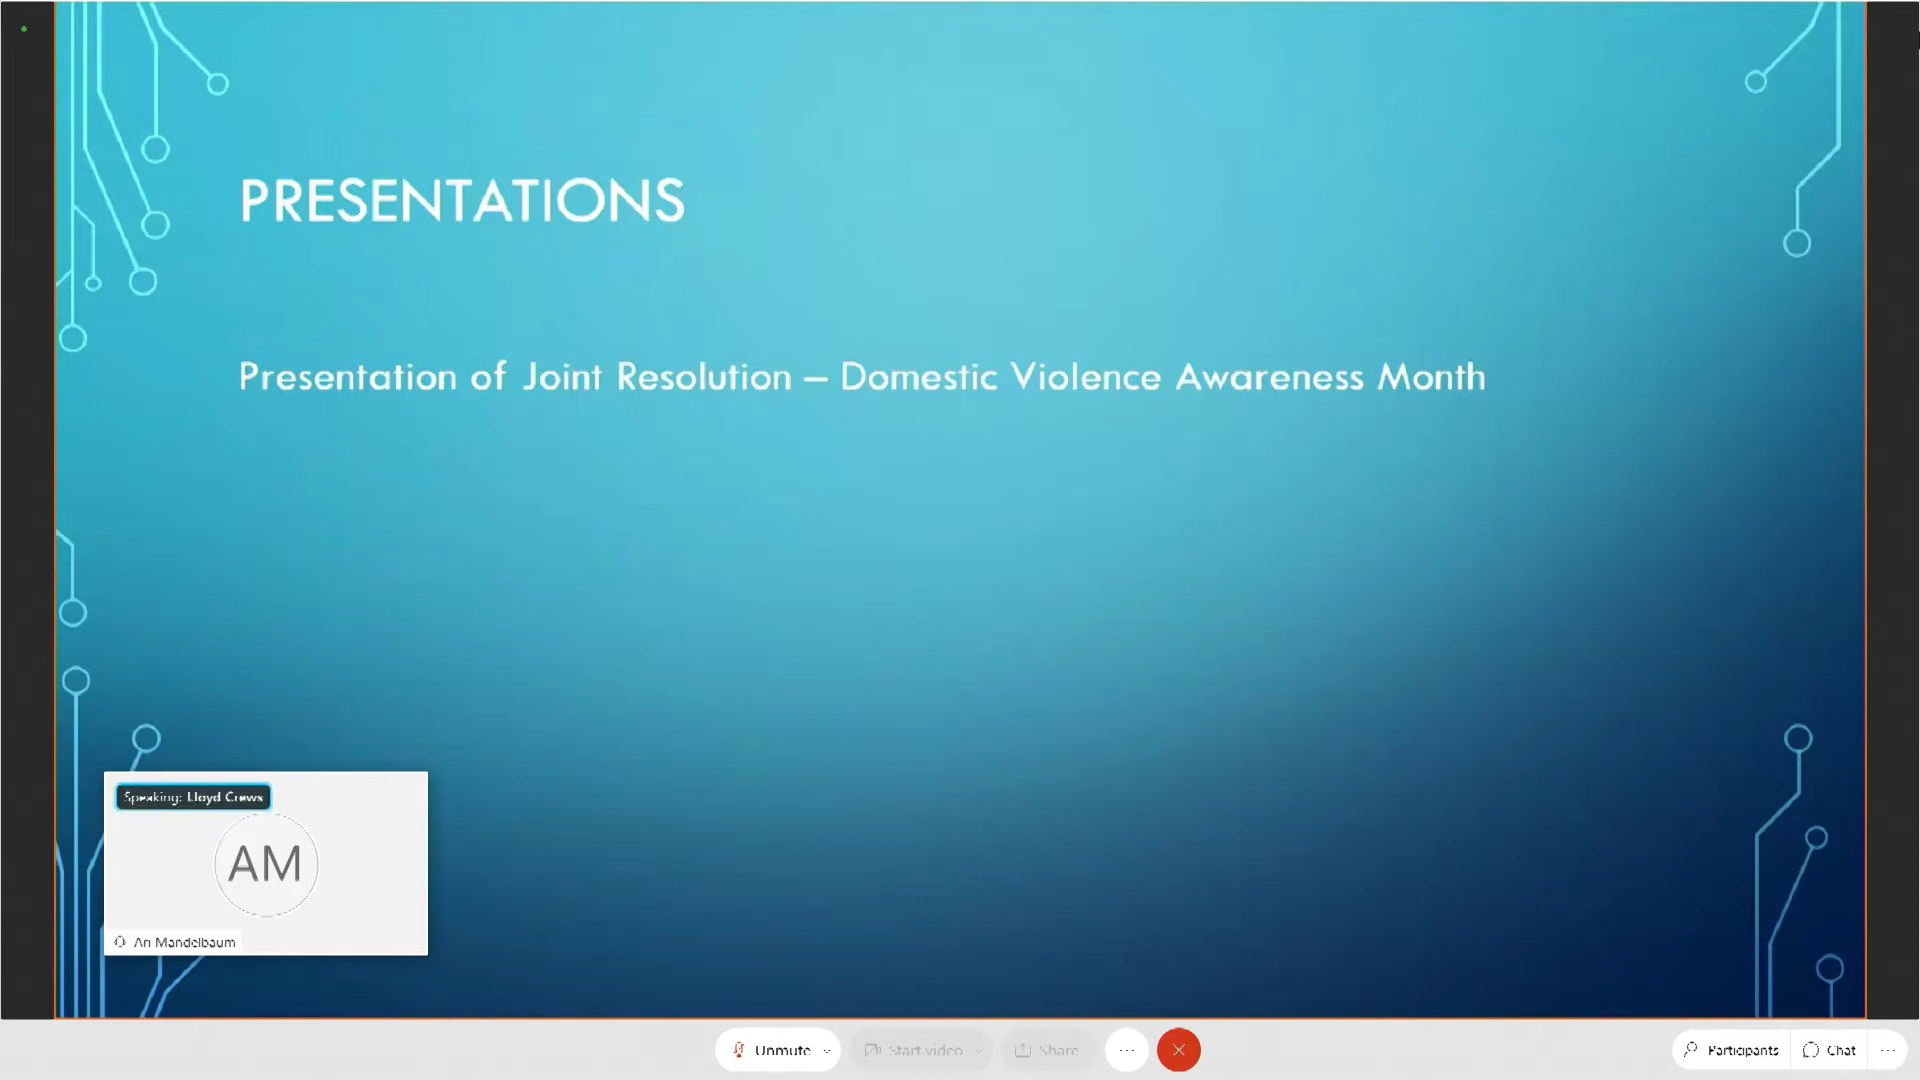 PRESENTATIONS
Presentation of Joint Resolution – Domestic Violence Awareness Month
Speaking: Lloyd Crews
AM
Ari Mandelbaum
Unmute
Start video
Share
Participants
Chat